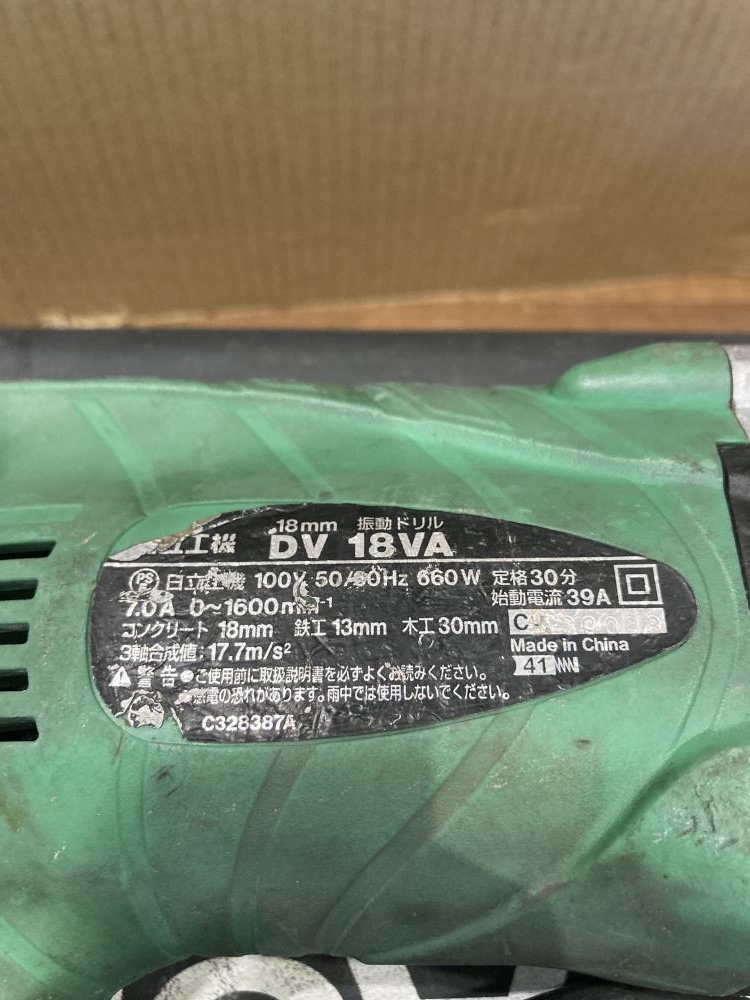 18mm 振動ドリル
工機 DV 18VA
PS 日立工機 100V 50/60Hz 660W 定格30分
7.0A 0~1600min-1 始動電流39A
コンクリート 18mm 鉄工 13mm 木工 30mm C
3軸合成値: 17.7m/s² Made in China
41
警告 ●ご使用前に取扱説明書を必ずよくお読みください。
感電の恐れがあります。雨中では使用しないでください。
C328387A